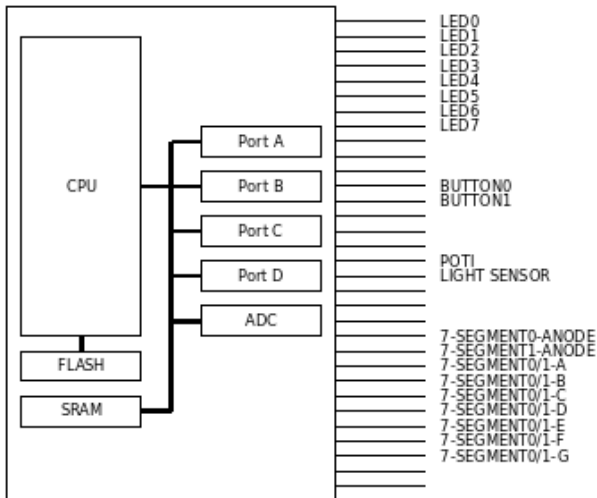 LED0
LED1
LED2
LED3
LED4
LED5
LED6
LED7
Port A
CPU
Port B
BUTTON0
BUTTON1
Port C
POTI
Port D
LIGHT SENSOR
ADC
7-SEGMENT0-ANODE
7-SEGMENT1-ANODE
FLASH
7-SEGMENT0/1-A
7-SEGMENT0/1-B
7-SEGMENT0/1-C
SRAM
7-SEGMENT0/1-D
7-SEGMENT0/1-E
7-SEGMENT0/1-F
7-SEGMENT0/1-G